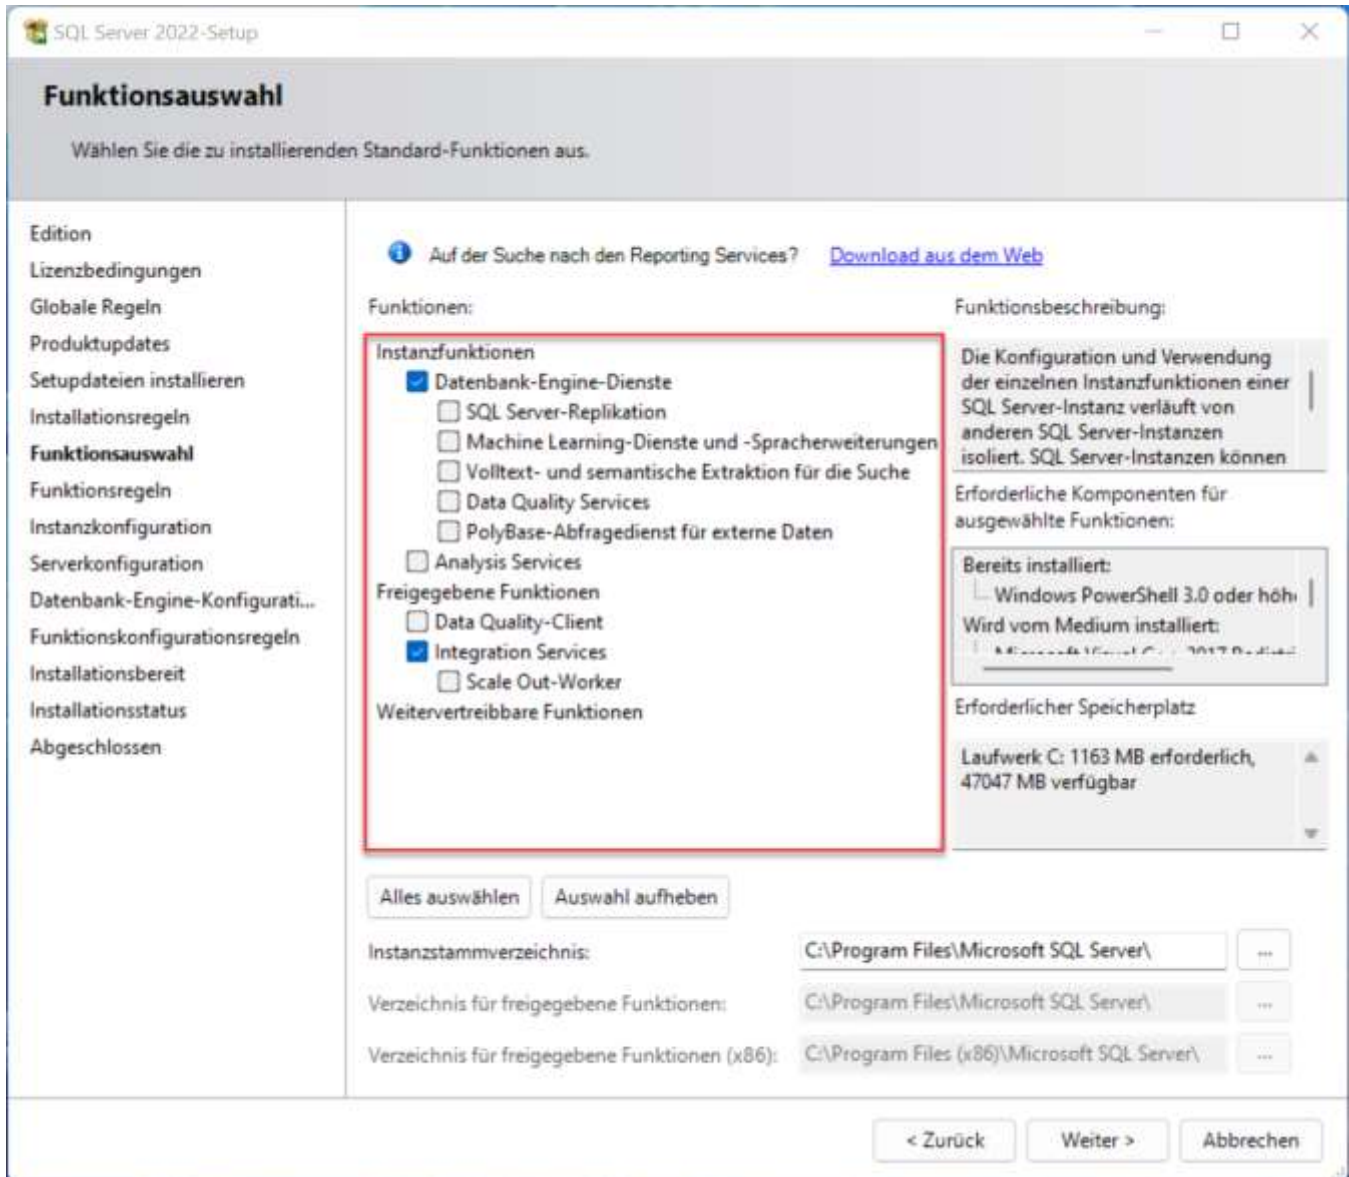 SQL Server 2022-Setup
Funktionsauswahl
Wählen Sie die zu installierenden Standard-Funktionen aus.
Edition
Lizenzbedingungen
Globale Regeln
Produktupdates
Setupdateien installieren
Installationsregeln
Funktionsauswahl
Funktionsregeln
Instanzkonfiguration
Serverkonfiguration
Datenbank-Engine-Konfigurati...
Funktionskonfigurationsregeln
Installationsbereit
Installationsstatus
Abgeschlossen
Auf der Suche nach den Reporting Services? Download aus dem Web
Funktionen:
Instanzfunktionen
Datenbank-Engine-Dienste
SQL Server-Replikation
Machine Learning-Dienste und -Spracherweiterungen
Volltext- und semantische Extraktion für die Suche
Data Quality Services
PolyBase-Abfragedienst für externe Daten
Analysis Services
Freigegebene Funktionen
Data Quality-Client
Integration Services
Scale Out-Worker
Weitervertreibbare Funktionen
Funktionsbeschreibung:
Die Konfiguration und Verwendung
der einzelnen Instanzfunktionen einer
SQL Server-Instanz verläuft von
anderen SQL Server-Instanzen
isoliert. SQL Server-Instanzen können
Erforderliche Komponenten für
ausgewählte Funktionen:
Bereits installiert:
Windows PowerShell 3.0 oder höhe
Wird vom Medium installiert:
Microsoft Visual C++ 2017 Redistri
Erforderlicher Speicherplatz
Laufwerk C: 1163 MB erforderlich,
47047 MB verfügbar
Alles auswählen Auswahl aufheben
Instanzstammverzeichnis: C:\Program Files\Microsoft SQL Server\ ...
Verzeichnis für freigegebene Funktionen: C:\Program Files\Microsoft SQL Server\ ...
Verzeichnis für freigegebene Funktionen (x86): C:\Program Files (x86)\Microsoft SQL Server\ ...
< Zurück Weiter > Abbrechen